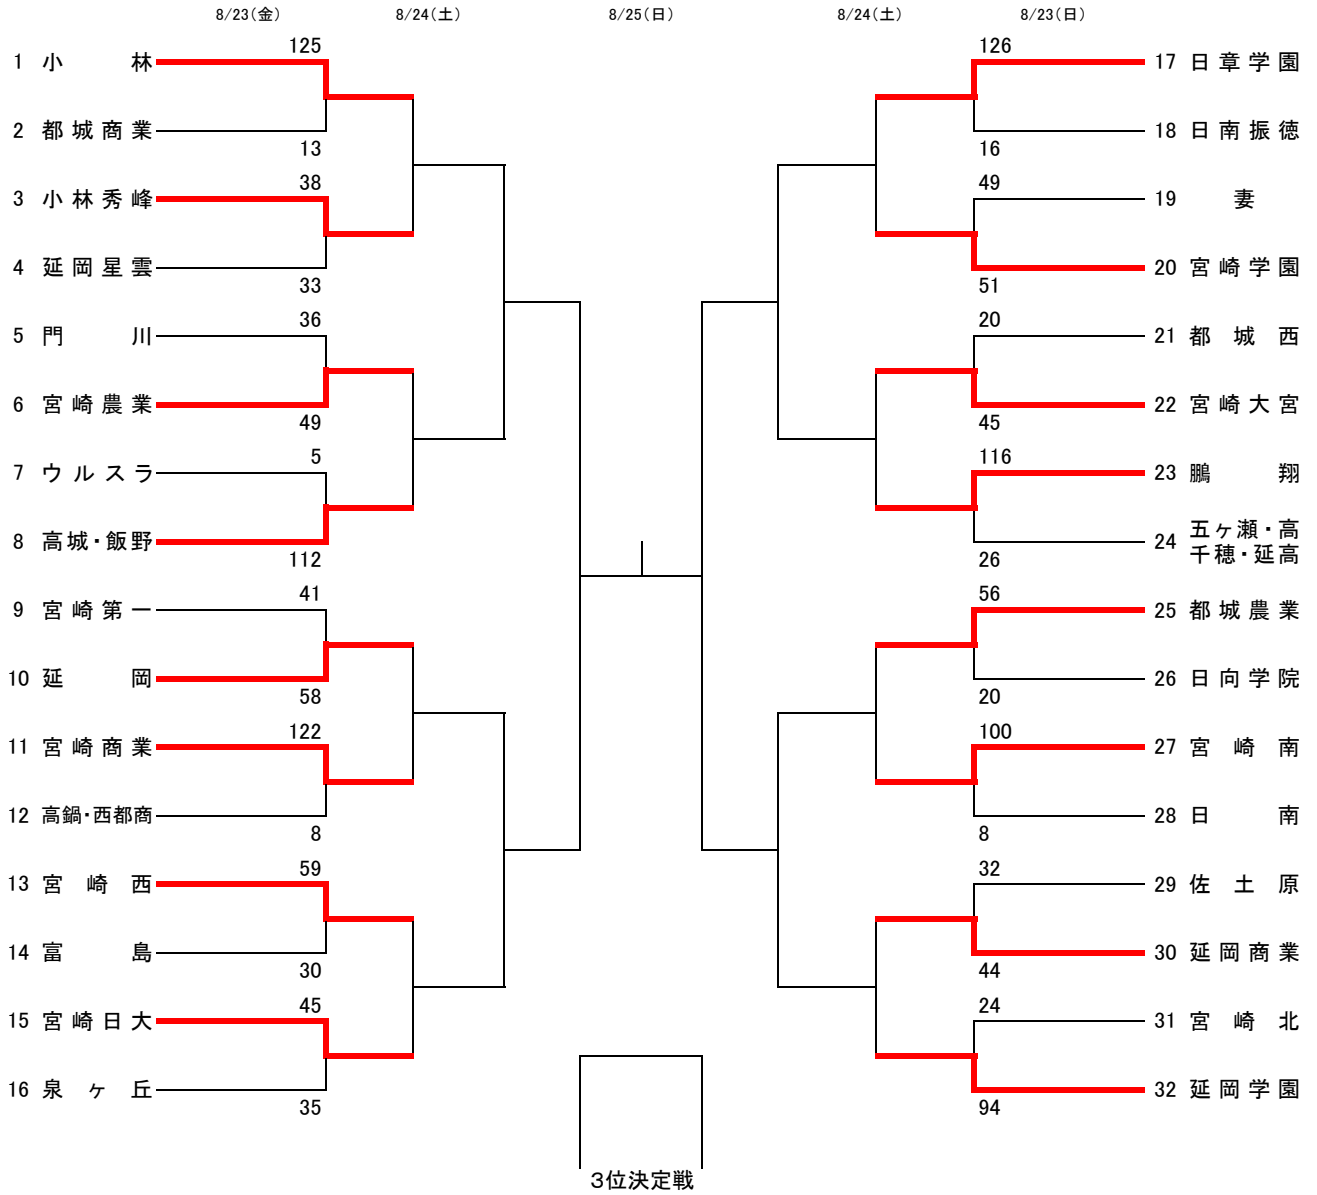 8/23(金) 8/24(土) 8/25(日) 8/24(土) 8/23(日)
1 小林 125
2 都城商業 13
3 小林秀峰 38
4 延岡星雲 33
5 門川 36
6 宮崎農業 49
7 ウルスラ 5
8 高城・飯野 112
9 宮崎第一 41
10 延岡 58
11 宮崎商業 122
12 高鍋・西都商 8
13 宮崎西 59
14 富島 30
15 宮崎日大 45
16 泉ヶ丘 35
126 17 日章学園
16 18 日南振徳
49 19 妻
51 20 宮崎学園
20 21 都城西
45 22 宮崎大宮
116 23 鵬翔
26 24 五ヶ瀬・高
千穂・延高
56 25 都城農業
20 26 日向学院
100 27 宮崎南
8 28 日南
32 29 佐土原
44 30 延岡商業
24 31 宮崎北
94 32 延岡学園
3位決定戦